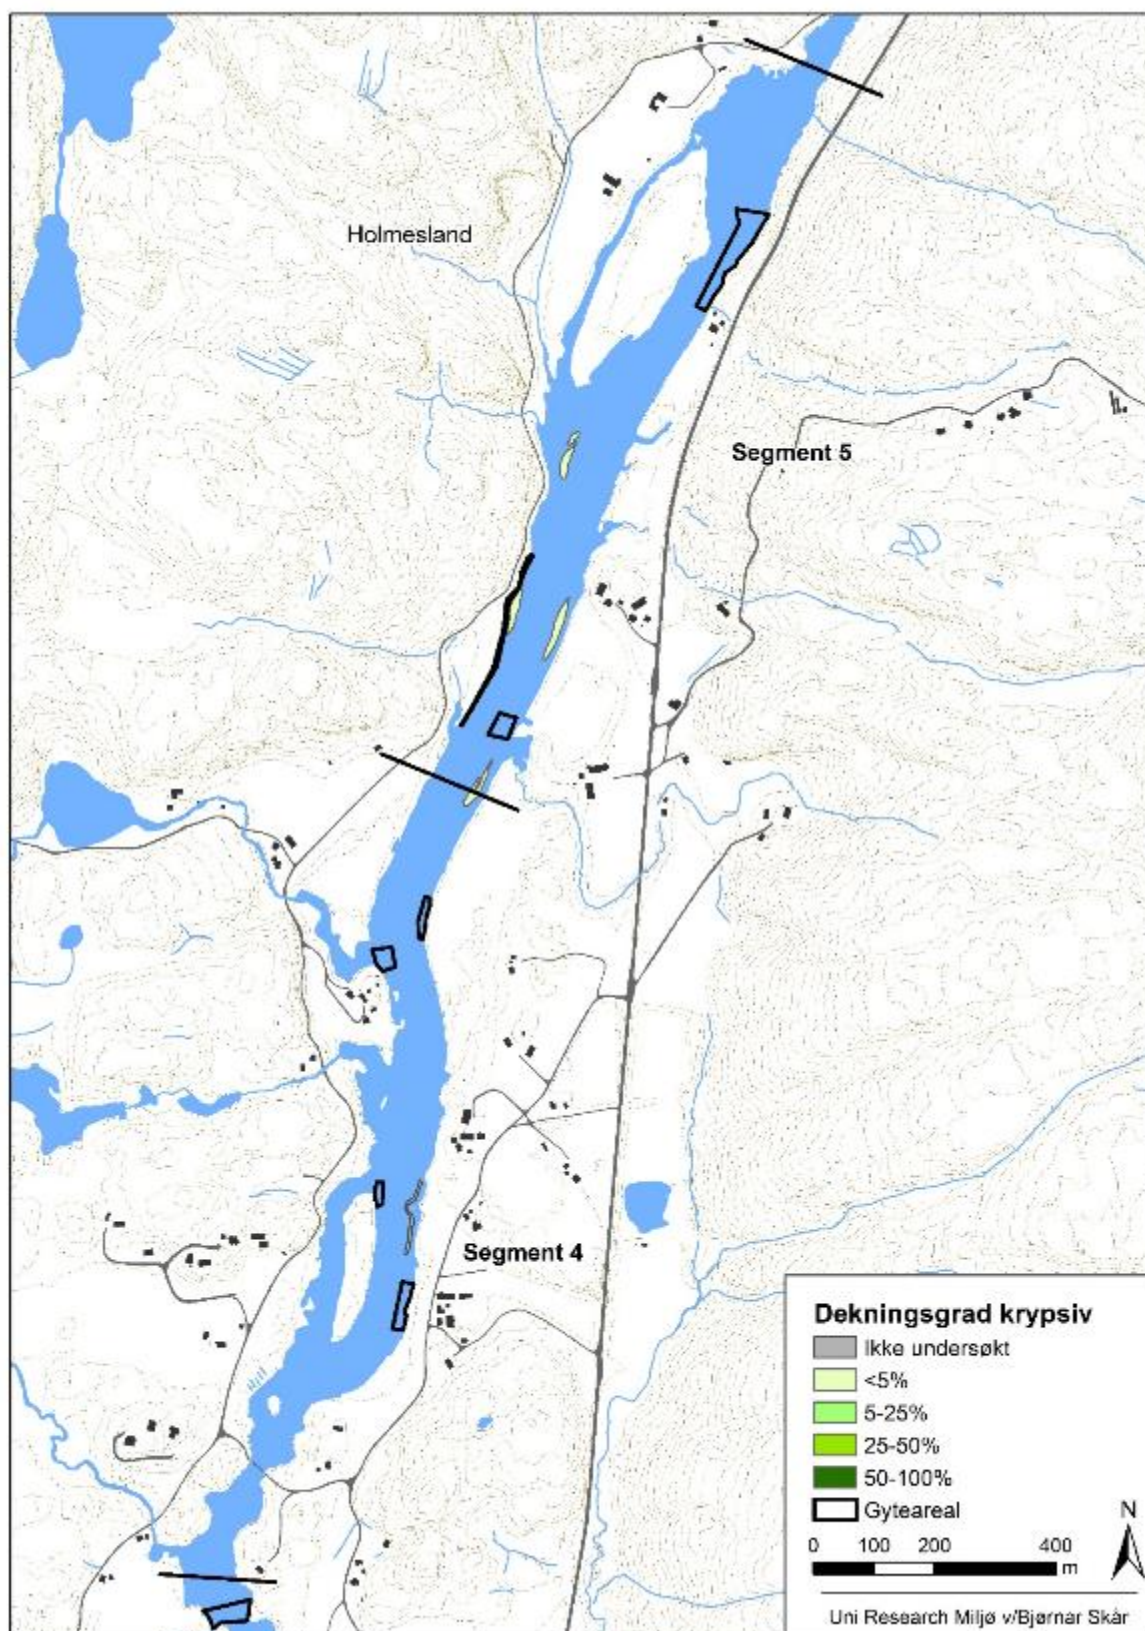 Holmesland
Segment 5
Segment 4
Dekningsgrad krypsiv
Ikke undersøkt
<5%
5-25%
25-50%
50-100%
Gyteareal
N
0 100 200 400
m
Uni Research Miljø v/Bjørnar Skår